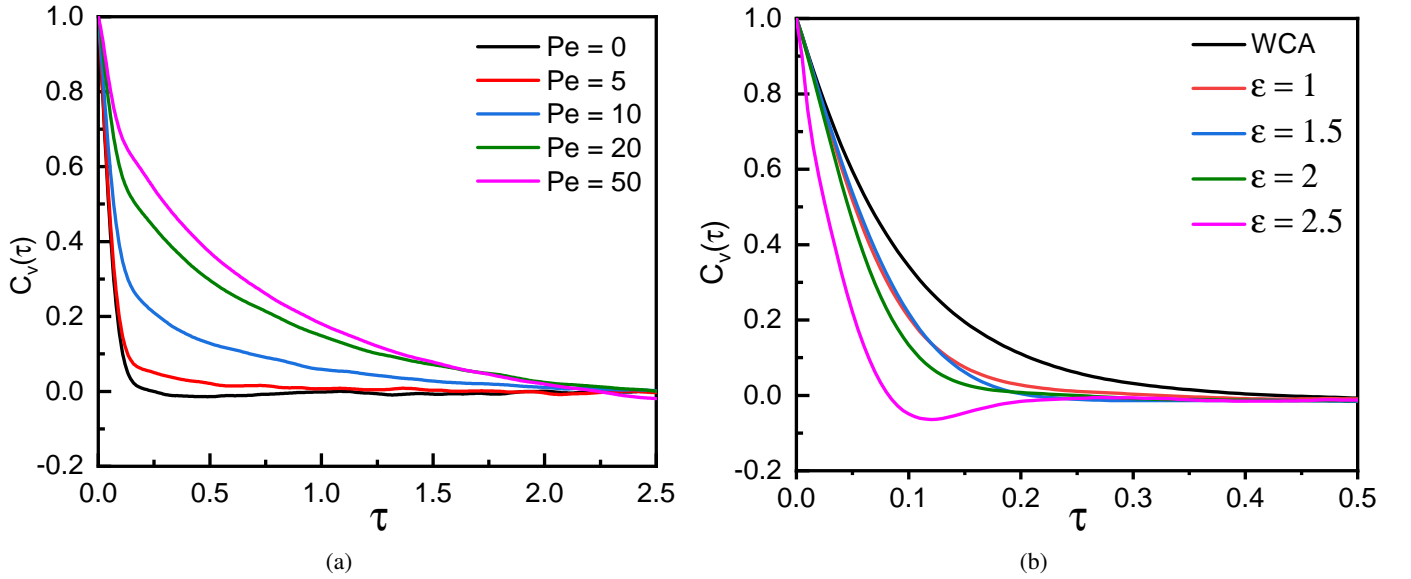 1.0
0.8
0.6
0.4
0.2
0.0
-0.2
C_v(τ)
0.0 0.5 1.0 1.5 2.0 2.5
τ
Pe = 0
Pe = 5
Pe = 10
Pe = 20
Pe = 50
(a)
1.0
0.8
0.6
0.4
0.2
0.0
-0.2
C_v(τ)
0.0 0.1 0.2 0.3 0.4 0.5
τ
WCA
ε = 1
ε = 1.5
ε = 2
ε = 2.5
(b)